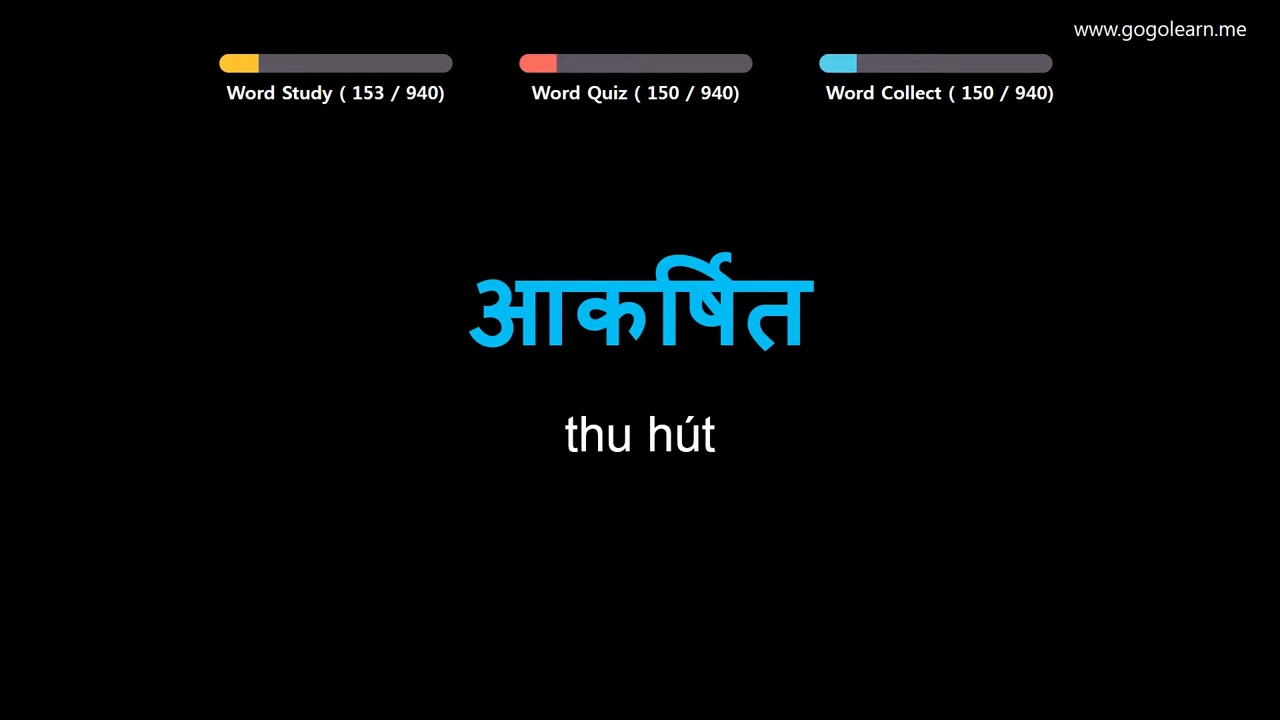 www.gogolearn.me
Word Study ( 153 / 940)
Word Quiz ( 150 / 940)
Word Collect ( 150 / 940)
आकर्षित
thu hút